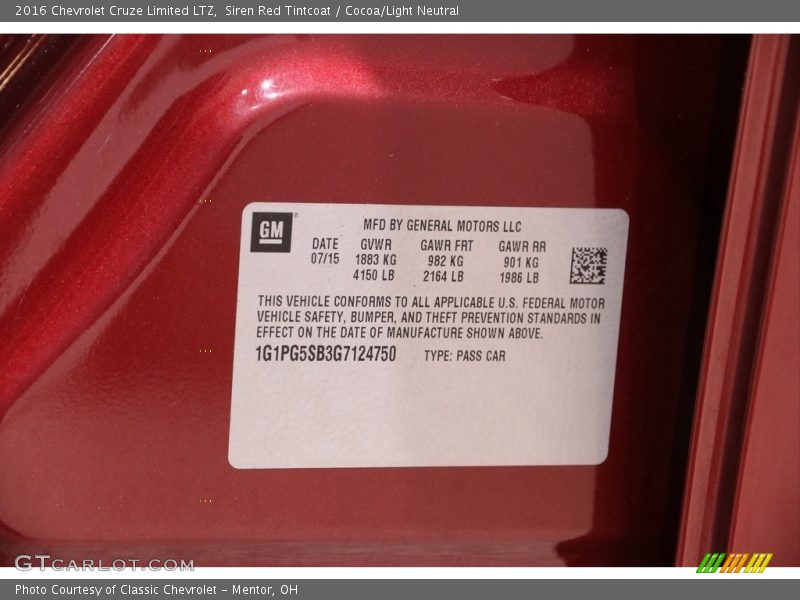 2016 Chevrolet Cruze Limited LTZ, Siren Red Tintcoat / Cocoa/Light Neutral
GM
MFD BY GENERAL MOTORS LLC
DATE GVWR GAWR FRT GAWR RR
07/15 1883 KG 982 KG 901 KG
4150 LB 2164 LB 1986 LB
THIS VEHICLE CONFORMS TO ALL APPLICABLE U.S. FEDERAL MOTOR
VEHICLE SAFETY, BUMPER, AND THEFT PREVENTION STANDARDS IN
EFFECT ON THE DATE OF MANUFACTURE SHOWN ABOVE.
1G1PG5SB3G7124750 TYPE: PASS CAR
GTCARLOT.COM
Photo Courtesy of Classic Chevrolet - Mentor, OH